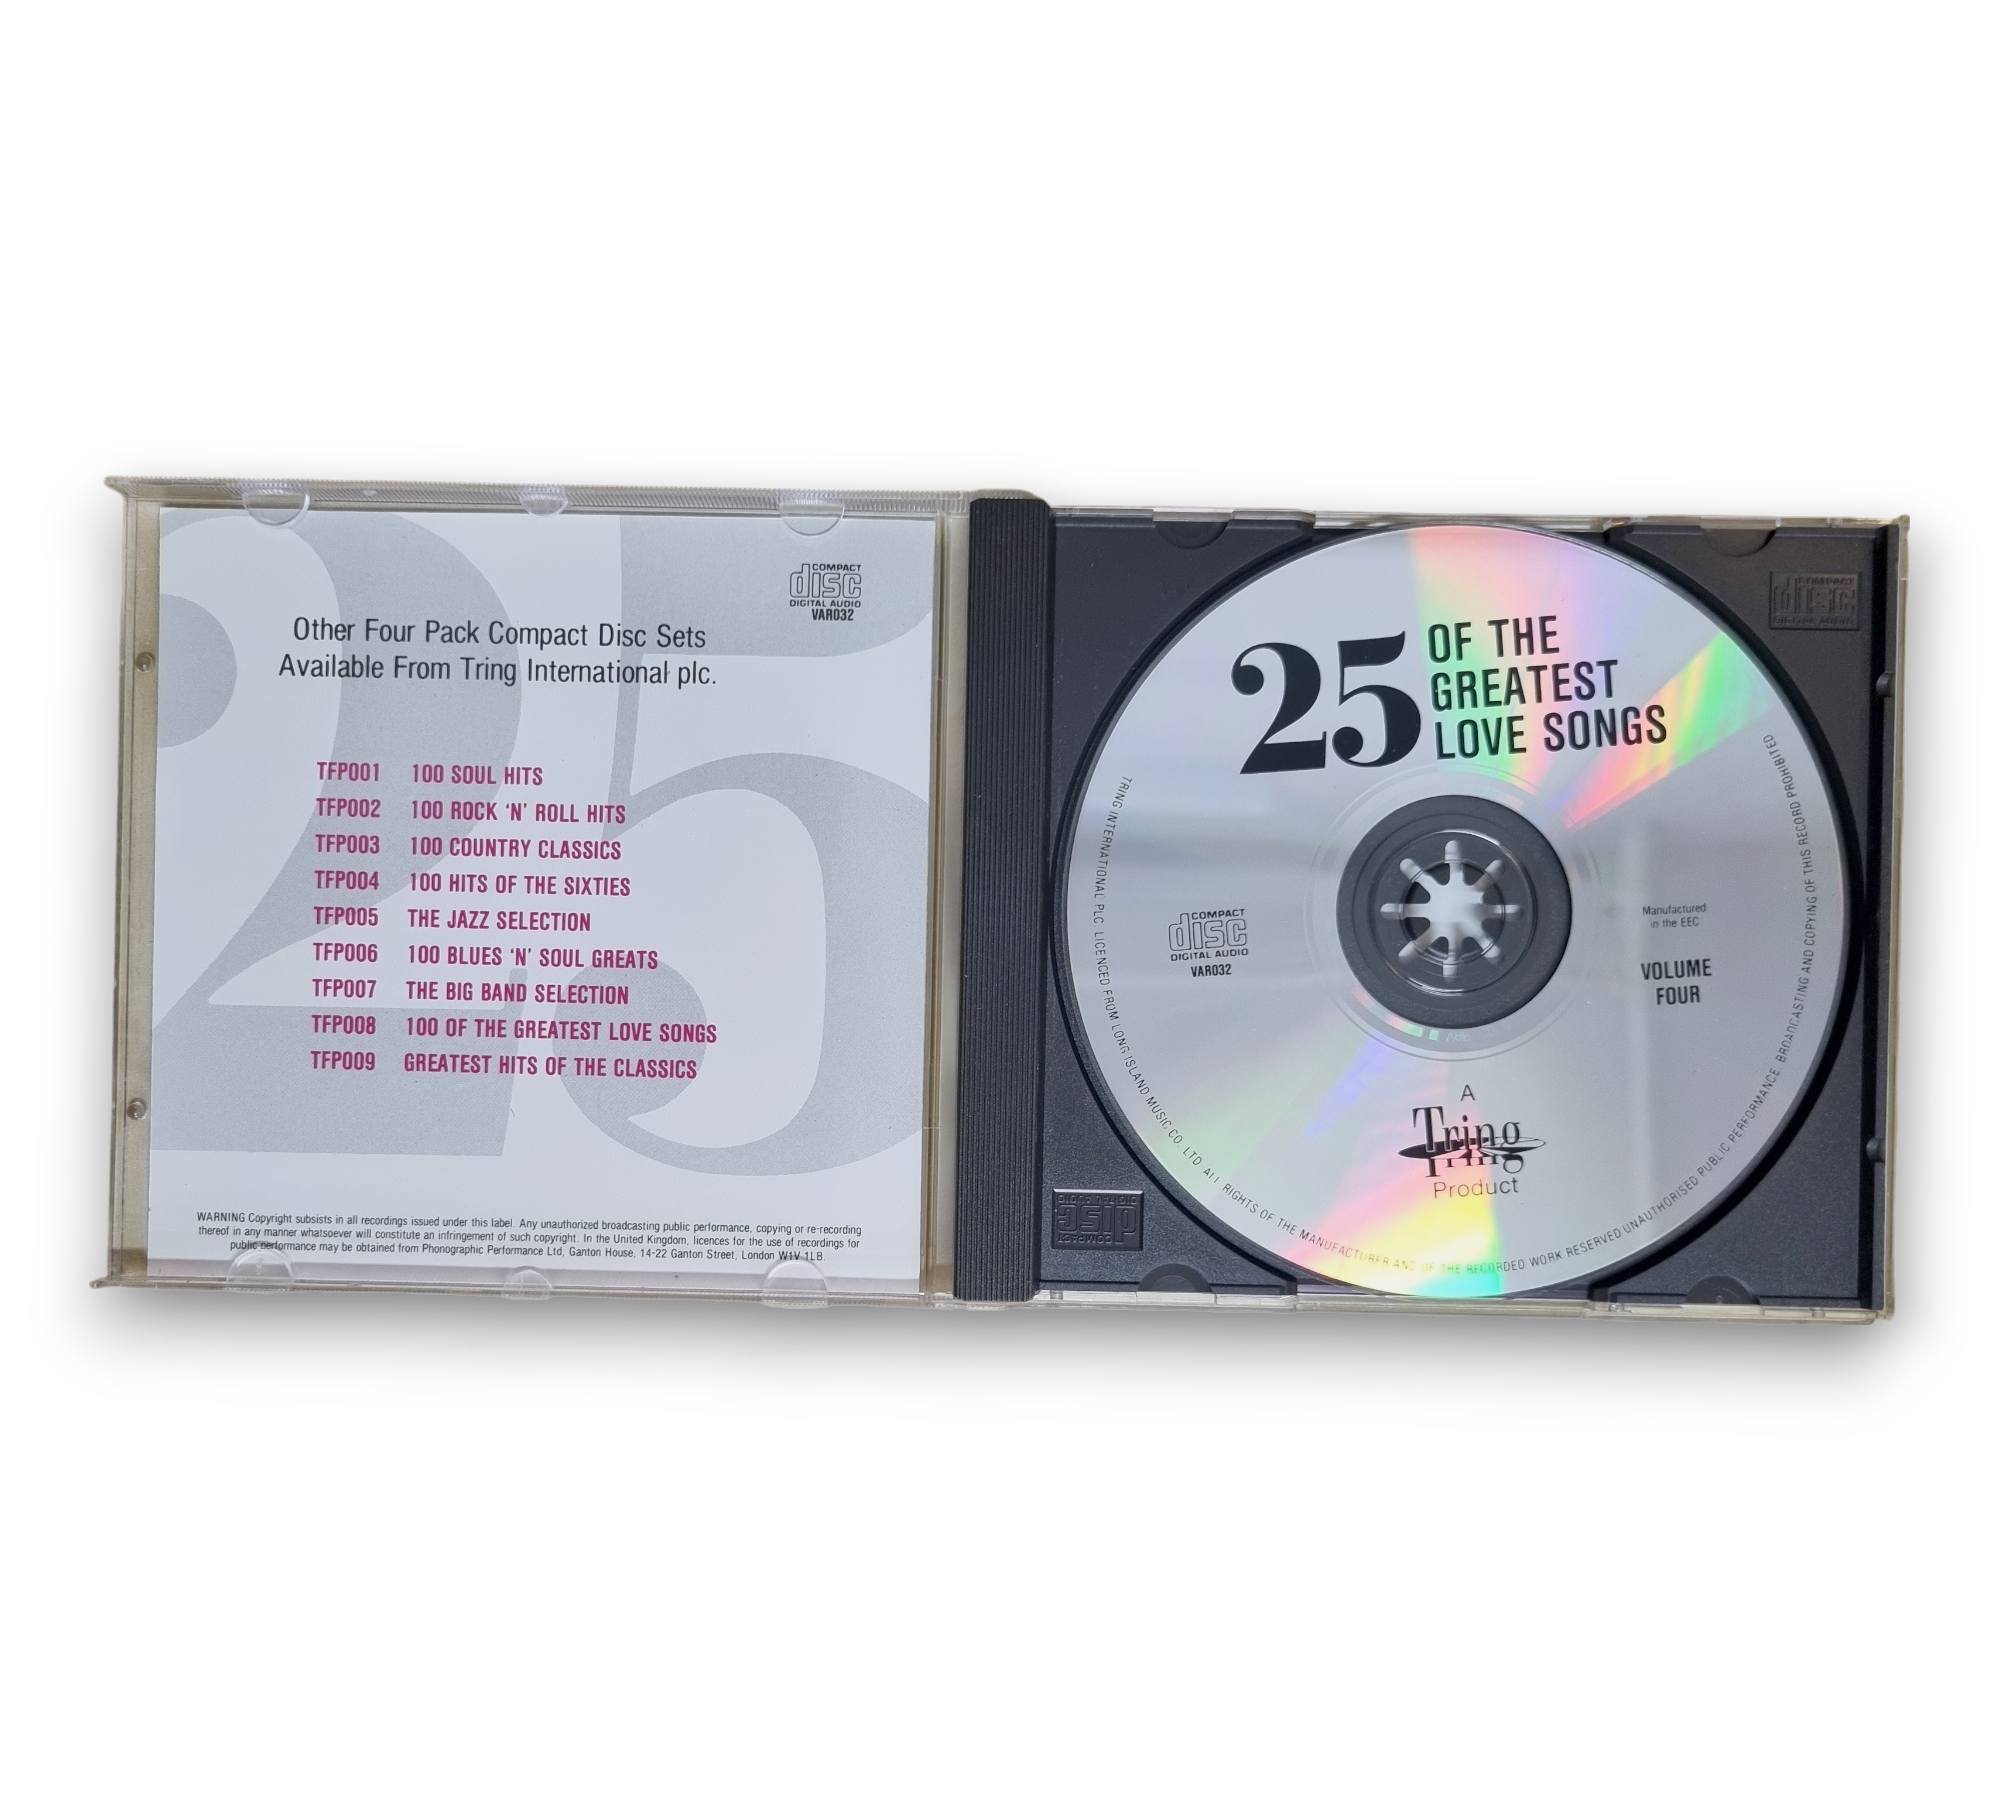 COMPACT
disc
DIGITAL AUDIO
VAR032
Other Four Pack Compact Disc Sets
Available From Tring International plc.
TFP001 100 SOUL HITS
TFP002 100 ROCK ‘N’ ROLL HITS
TFP003 100 COUNTRY CLASSICS
TFP004 100 HITS OF THE SIXTIES
TFP005 THE JAZZ SELECTION
TFP006 100 BLUES ‘N’ SOUL GREATS
TFP007 THE BIG BAND SELECTION
TFP008 100 OF THE GREATEST LOVE SONGS
TFP009 GREATEST HITS OF THE CLASSICS
WARNING Copyright subsists in all recordings issued under this label. Any unauthorized broadcasting public performance, copying or re-recording
thereof in any manner whatsoever will constitute an infringement of such copyright. In the United Kingdom, licences for the use of recordings for
public performance may be obtained from Phonographic Performance Ltd, Ganton House, 14-22 Ganton Street, London W1V 1LB.
25
25 OF THE
GREATEST
LOVE SONGS
COMPACT
disc
DIGITAL AUDIO
VAR032
Manufactured
in the EEC
VOLUME
FOUR
A
Tring
Product
TRING INTERNATIONAL PLC. LICENCED FROM LONG ISLAND MUSIC CO. LTD. ALL RIGHTS OF THE MANUFACTURER AND OF THE RECORDED WORK RESERVED UNAUTHORISED PUBLIC PERFORMANCE. BROADCASTING AND COPYING OF THIS RECORD PROHIBITED
COMPACT
disc
DIGITAL AUDIO
COMPACT
disc
DIGITAL AUDIO